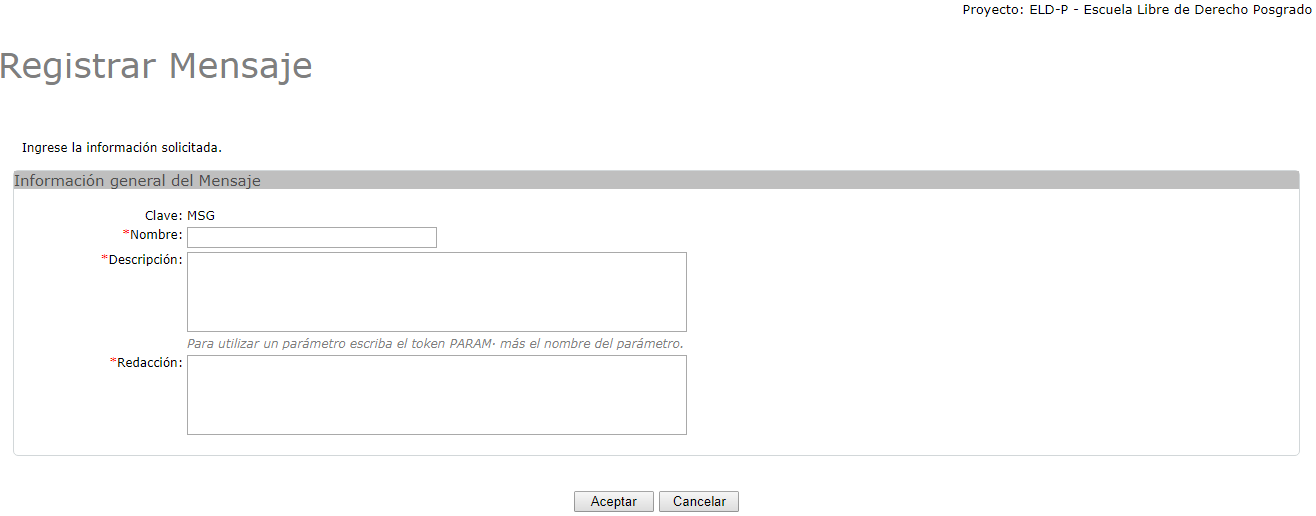 Proyecto: ELD-P - Escuela Libre de Derecho Posgrado
Registrar Mensaje
Ingrese la información solicitada.
Información general del Mensaje
Clave: MSG
*Nombre:
*Descripción:
Para utilizar un parámetro escriba el token PARAM· más el nombre del parámetro.
*Redacción:
Aceptar Cancelar